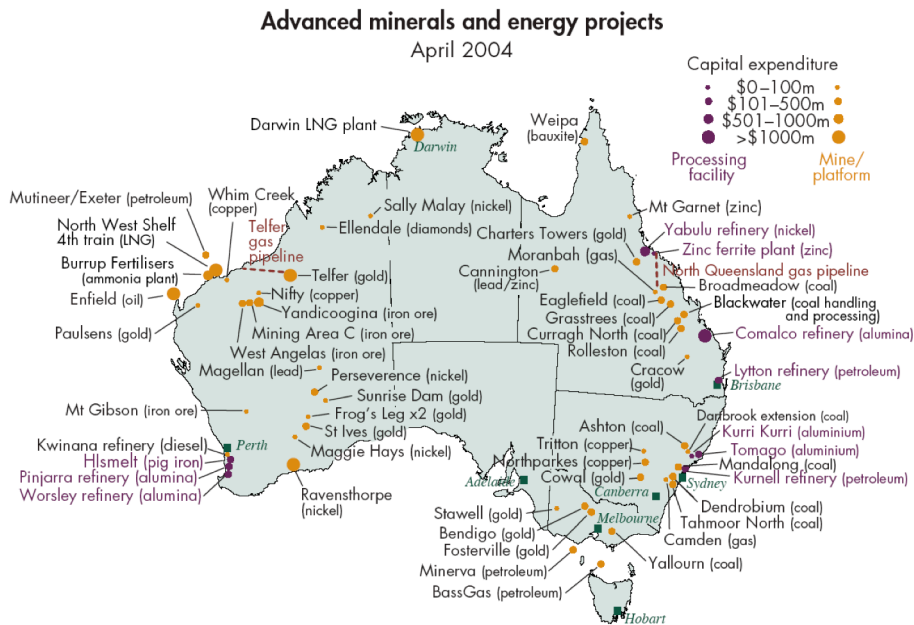 Advanced minerals and energy projects
April 2004
Capital expenditure
$0–100m
$101–500m
$501–1000m
>$1000m
Processing
facility
Mine/
platform
Darwin LNG plant
Darwin
Weipa
(bauxite)
Mutineer/Exeter (petroleum)
Whim Creek
(copper)
North West Shelf
4th train (LNG)
Telfer
gas
pipeline
Burrup Fertilisers
(ammonia plant)
Enfield (oil)
Paulsens (gold)
Sally Malay (nickel)
Ellendale (diamonds)
Telfer (gold)
Nifty (copper)
Yandicoogina (iron ore)
Mining Area C (iron ore)
West Angelas (iron ore)
Magellan (lead)
Perseverence (nickel)
Sunrise Dam (gold)
Mt Gibson (iron ore)
Frog's Leg x2 (gold)
St Ives (gold)
Maggie Hays (nickel)
Kwinana refinery (diesel)
Perth
HIsmelt (pig iron)
Pinjarra refinery (alumina)
Worsley refinery (alumina)
Ravensthorpe
(nickel)
Mt Garnet (zinc)
Charters Towers (gold)
Yabulu refinery (nickel)
Zinc ferrite plant (zinc)
Moranbah (gas)
Cannington
(lead/zinc)
North Queensland gas pipeline
Broadmeadow (coal)
Eaglefield (coal)
Blackwater (coal handling
and processing)
Grasstrees (coal)
Curragh North (coal)
Rolleston (coal)
Comalco refinery (alumina)
Cracow
(gold)
Lytton refinery (petroleum)
Brisbane
Dartbrook extension (coal)
Ashton (coal)
Kurri Kurri (aluminium)
Tritton (copper)
Tomago (aluminium)
Northparkes (copper)
Mandalong (coal)
Cowal (gold)
Kurnell refinery (petroleum)
Sydney
Adelaide
Canberra
Dendrobium (coal)
Tahmoor North (coal)
Camden (gas)
Stawell (gold)
Melbourne
Bendigo (gold)
Fosterville (gold)
Yallourn (coal)
Minerva (petroleum)
BassGas (petroleum)
Hobart